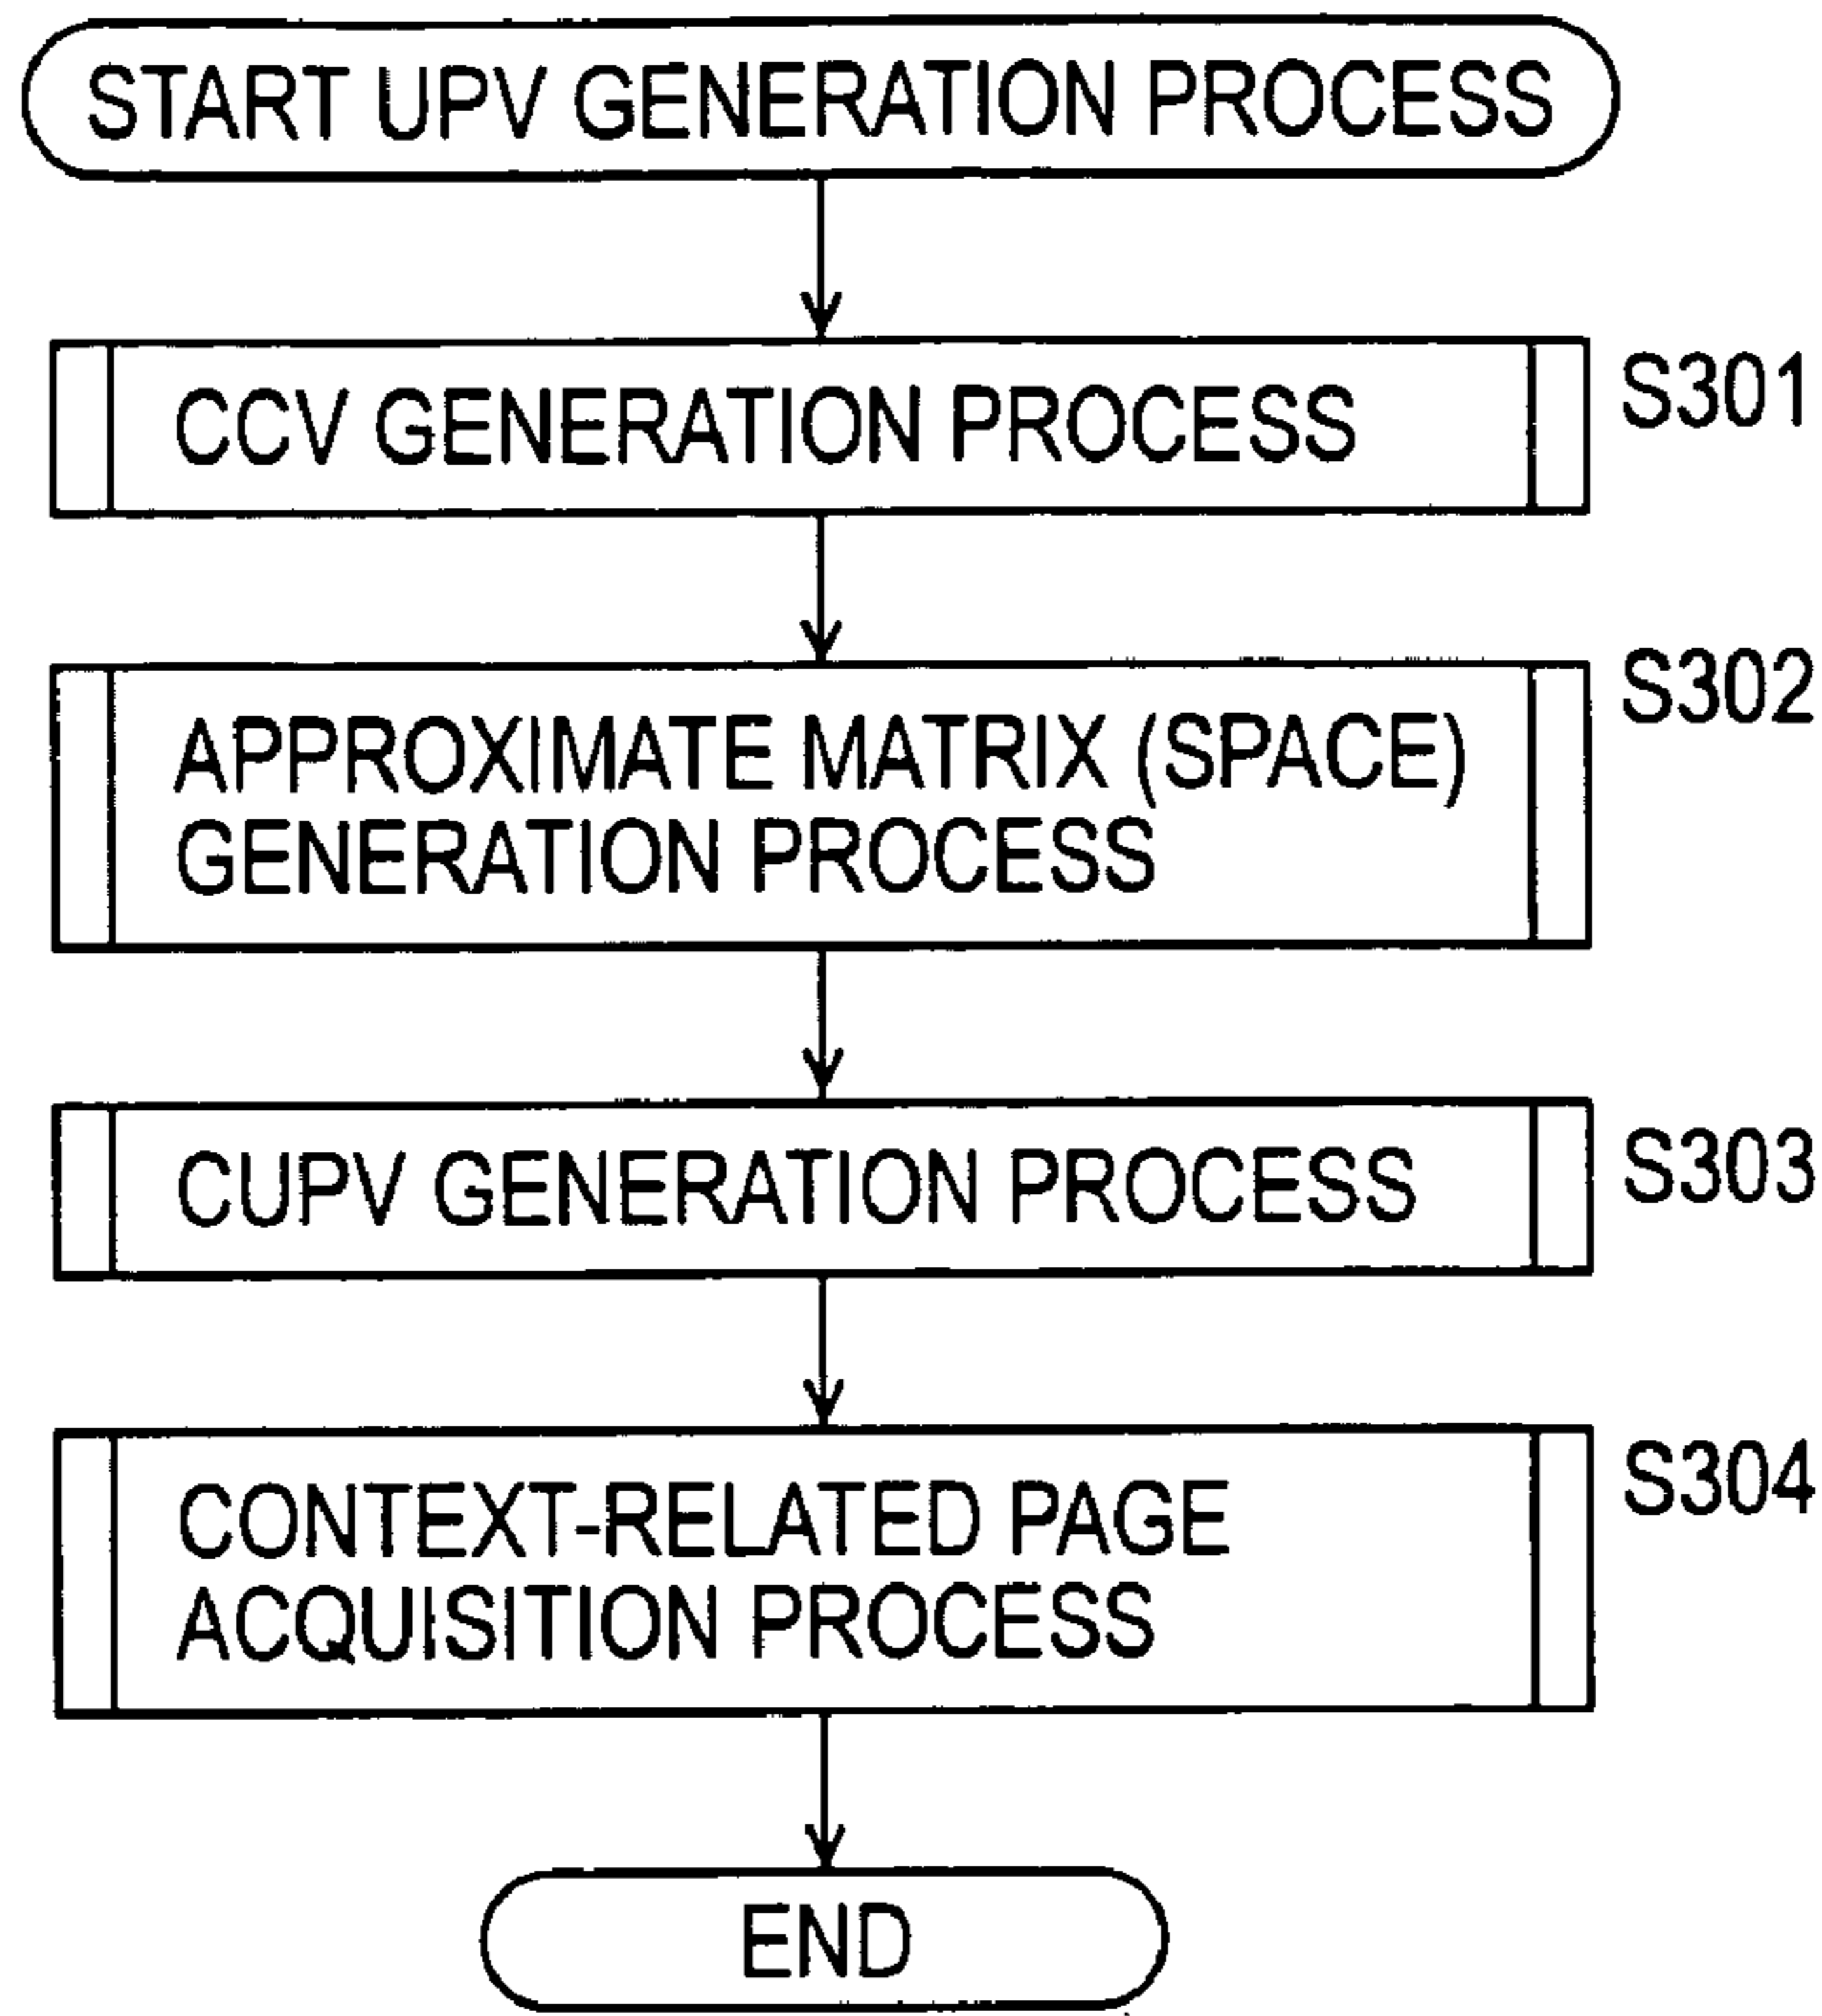 START UPV GENERATION PROCESS
CCV GENERATION PROCESS
S301
APPROXIMATE MATRIX (SPACE)
GENERATION PROCESS
S302
CUPV GENERATION PROCESS
S303
CONTEXT-RELATED PAGE
ACQUISITION PROCESS
S304
END